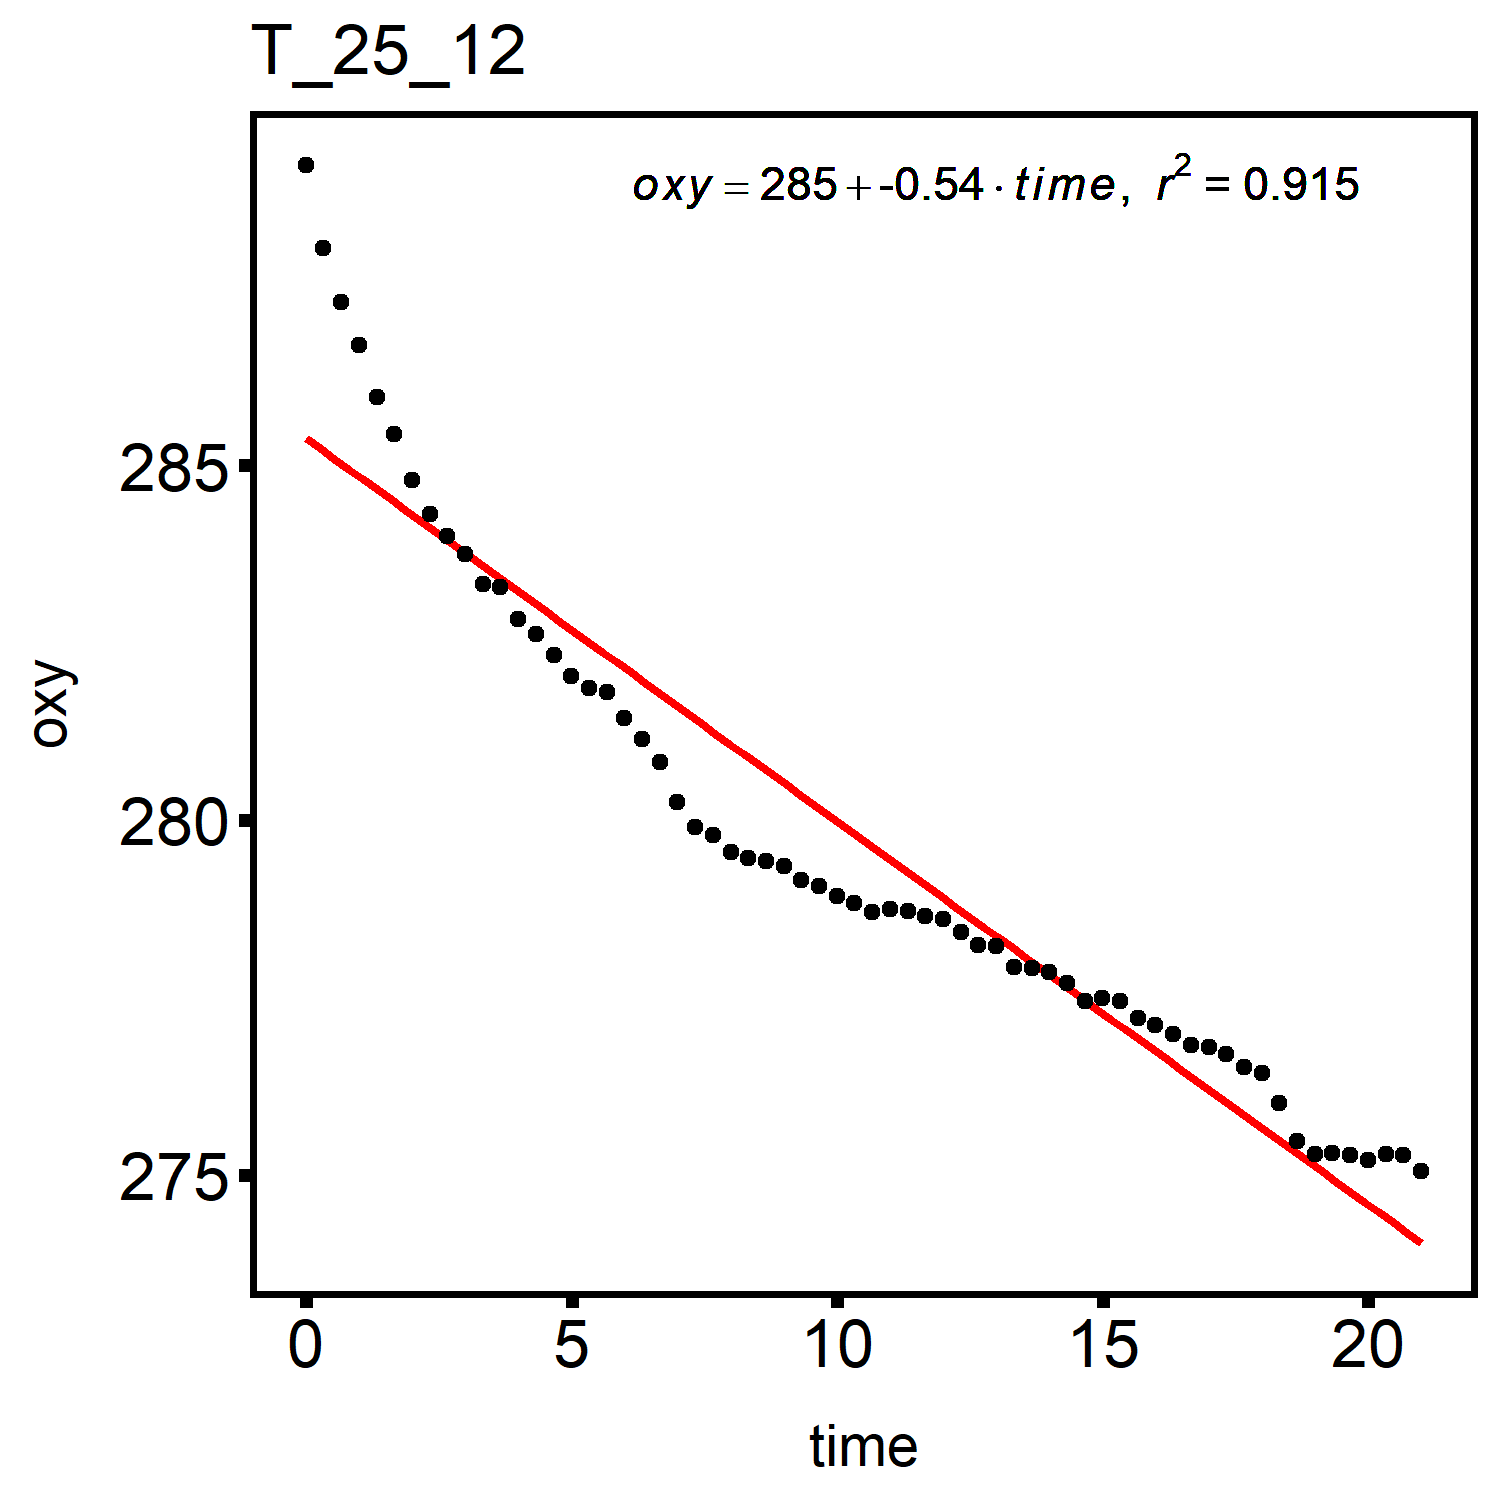 T_25_12
oxy = 285 + -0.54 · time, r² = 0.915
285
280
275
oxy
0 5 10 15 20
time